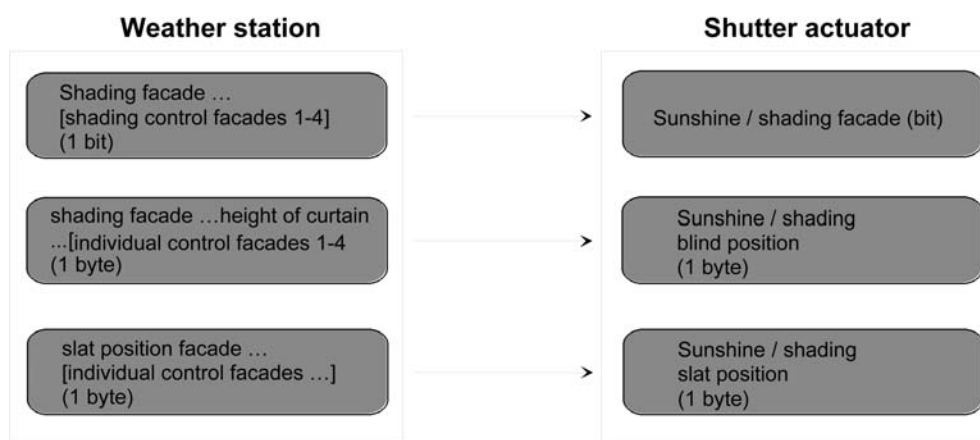 Weather station
Shading facade …
[shading control facades 1-4]
(1 bit)
shading facade …height of curtain
...[individual control facades 1-4
(1 byte)
slat position facade …
[individual control facades …]
(1 byte)
Shutter actuator
Sunshine / shading facade (bit)
Sunshine / shading
blind position
(1 byte)
Sunshine / shading
slat position
(1 byte)